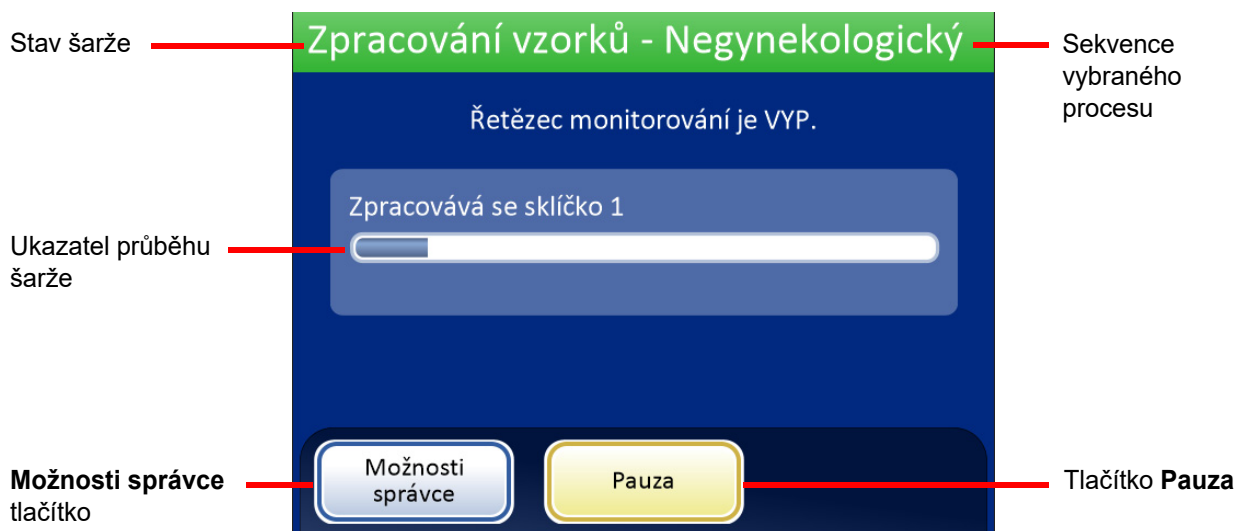 Stav šarže
Zpracování vzorků - Negynekologický
Sekvence
vybraného
procesu
Řetězec monitorování je VYP.
Zpracovává se sklíčko 1
Ukazatel průběhu
šarže
Možnosti správce
tlačítko
Možnosti
správce
Pauza
Tlačítko Pauza